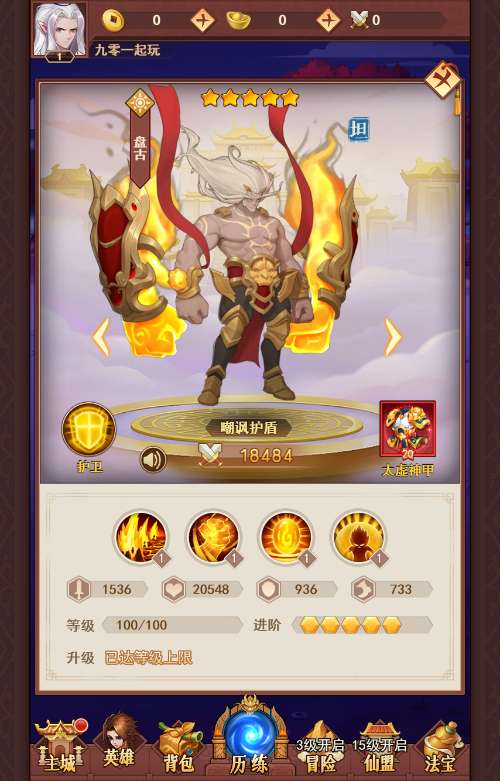 0 0 0
1
九零一起玩
盘古
坦
嘲讽护盾
护卫
18484
20
太虚神甲
1 1 1 1
1536 20548 936 733
等级 100/100 进阶
升级 已达等级上限
3级开启 15级开启
主城 英雄 背包 历练 冒险 仙盟 法宝